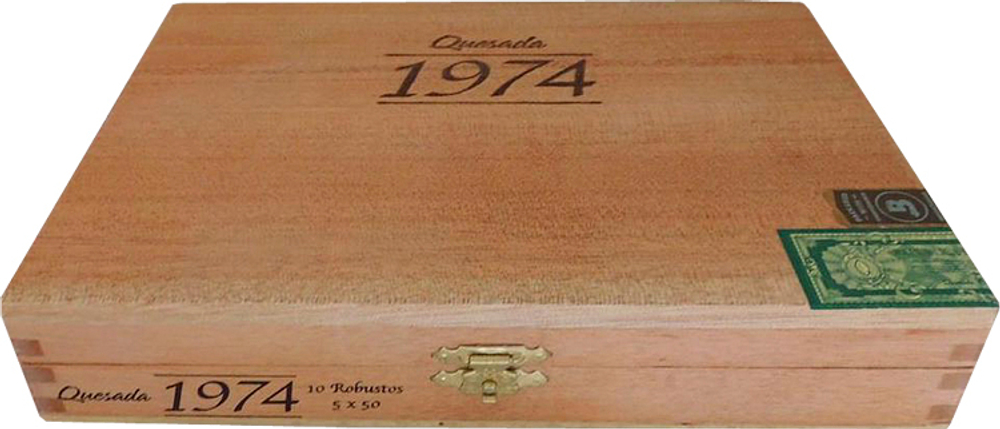 Quesada
1974
Quesada 1974
10 Robustos
5 x 50